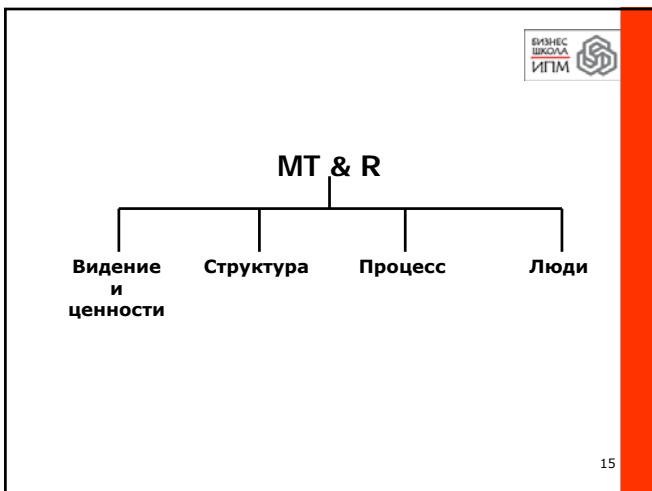 БИЗНЕС
ШКОЛА
ИПМ
MT & R
Видение
и
ценности
Структура
Процесс
Люди
15